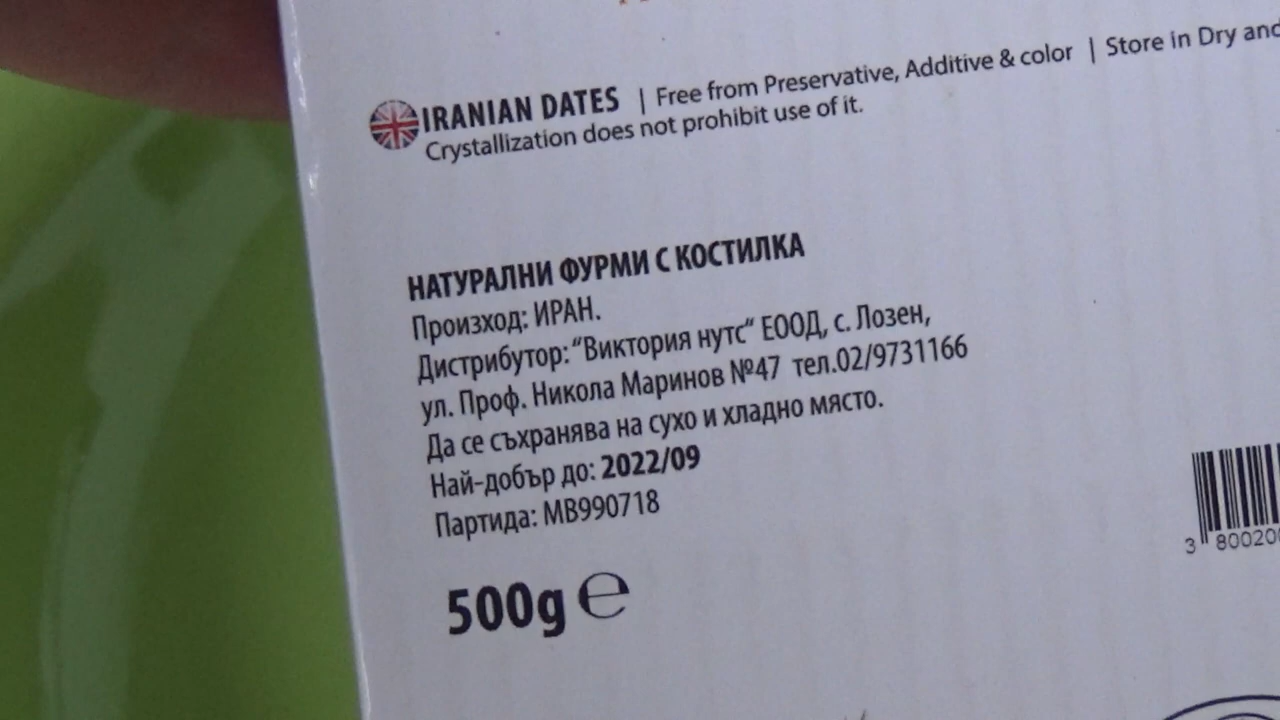 IRANIAN DATES | Free from Preservative, Additive & color | Store in Dry and
Crystallization does not prohibit use of it.
НАТУРАЛНИ ФУРМИ С КОСТИЛКА
Произход: ИРАН.
Дистрибутор:"Виктория нутс" ЕООД, с. Лозен,
ул. Проф. Никола Маринов №47 тел.02/9731166
Да се съхранява на сухо и хладно място.
Най-добър до: 2022/09
Партида: MB990718
3 80020
500g ℮